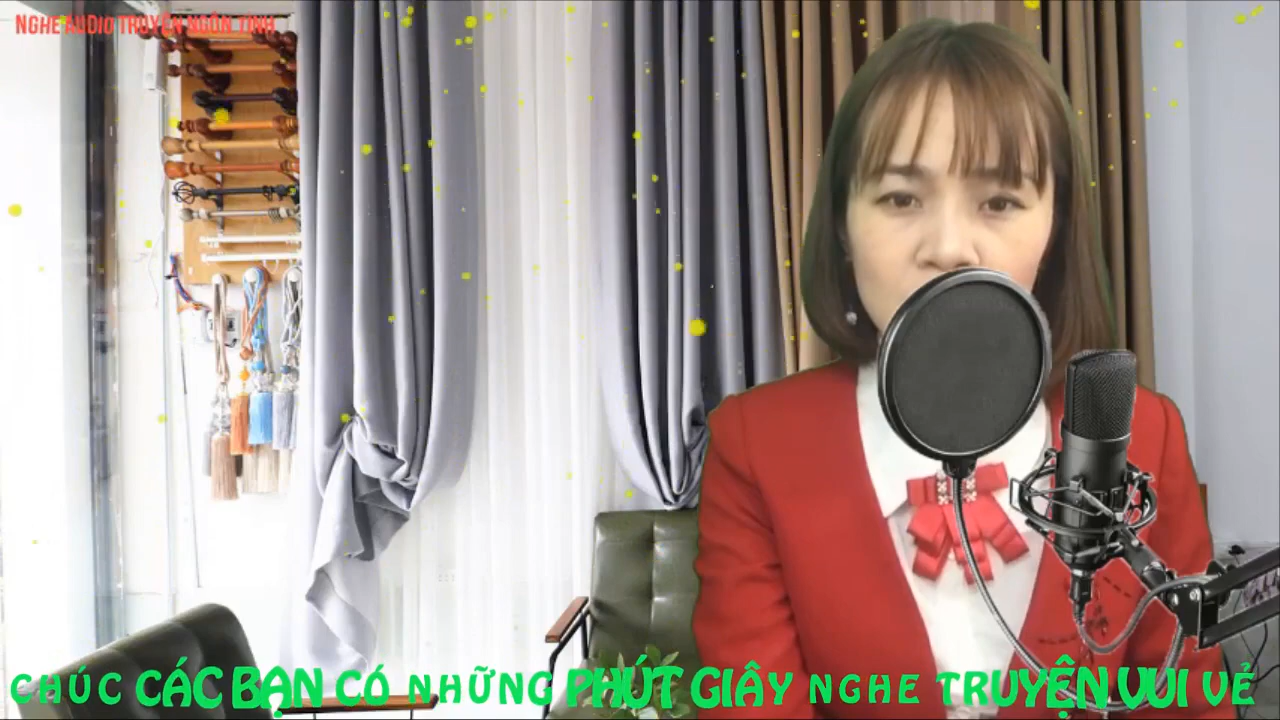 NGHE AUDIO TRUYỆN NGÔN TÌNH
CHÚC CÁC BẠN CÓ NHỮNG PHÚT GIÂY NGHE TRUYỆN VUI VẺ